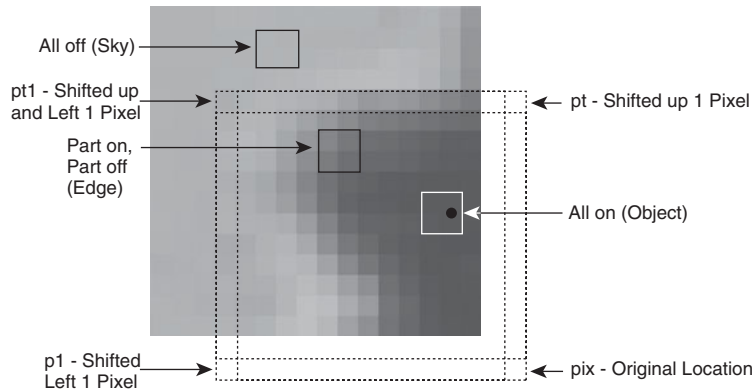 All off (Sky)
pt1 - Shifted up
and Left 1 Pixel
pt - Shifted up 1 Pixel
Part on,
Part off
(Edge)
All on (Object)
p1 - Shifted
Left 1 Pixel
pix - Original Location